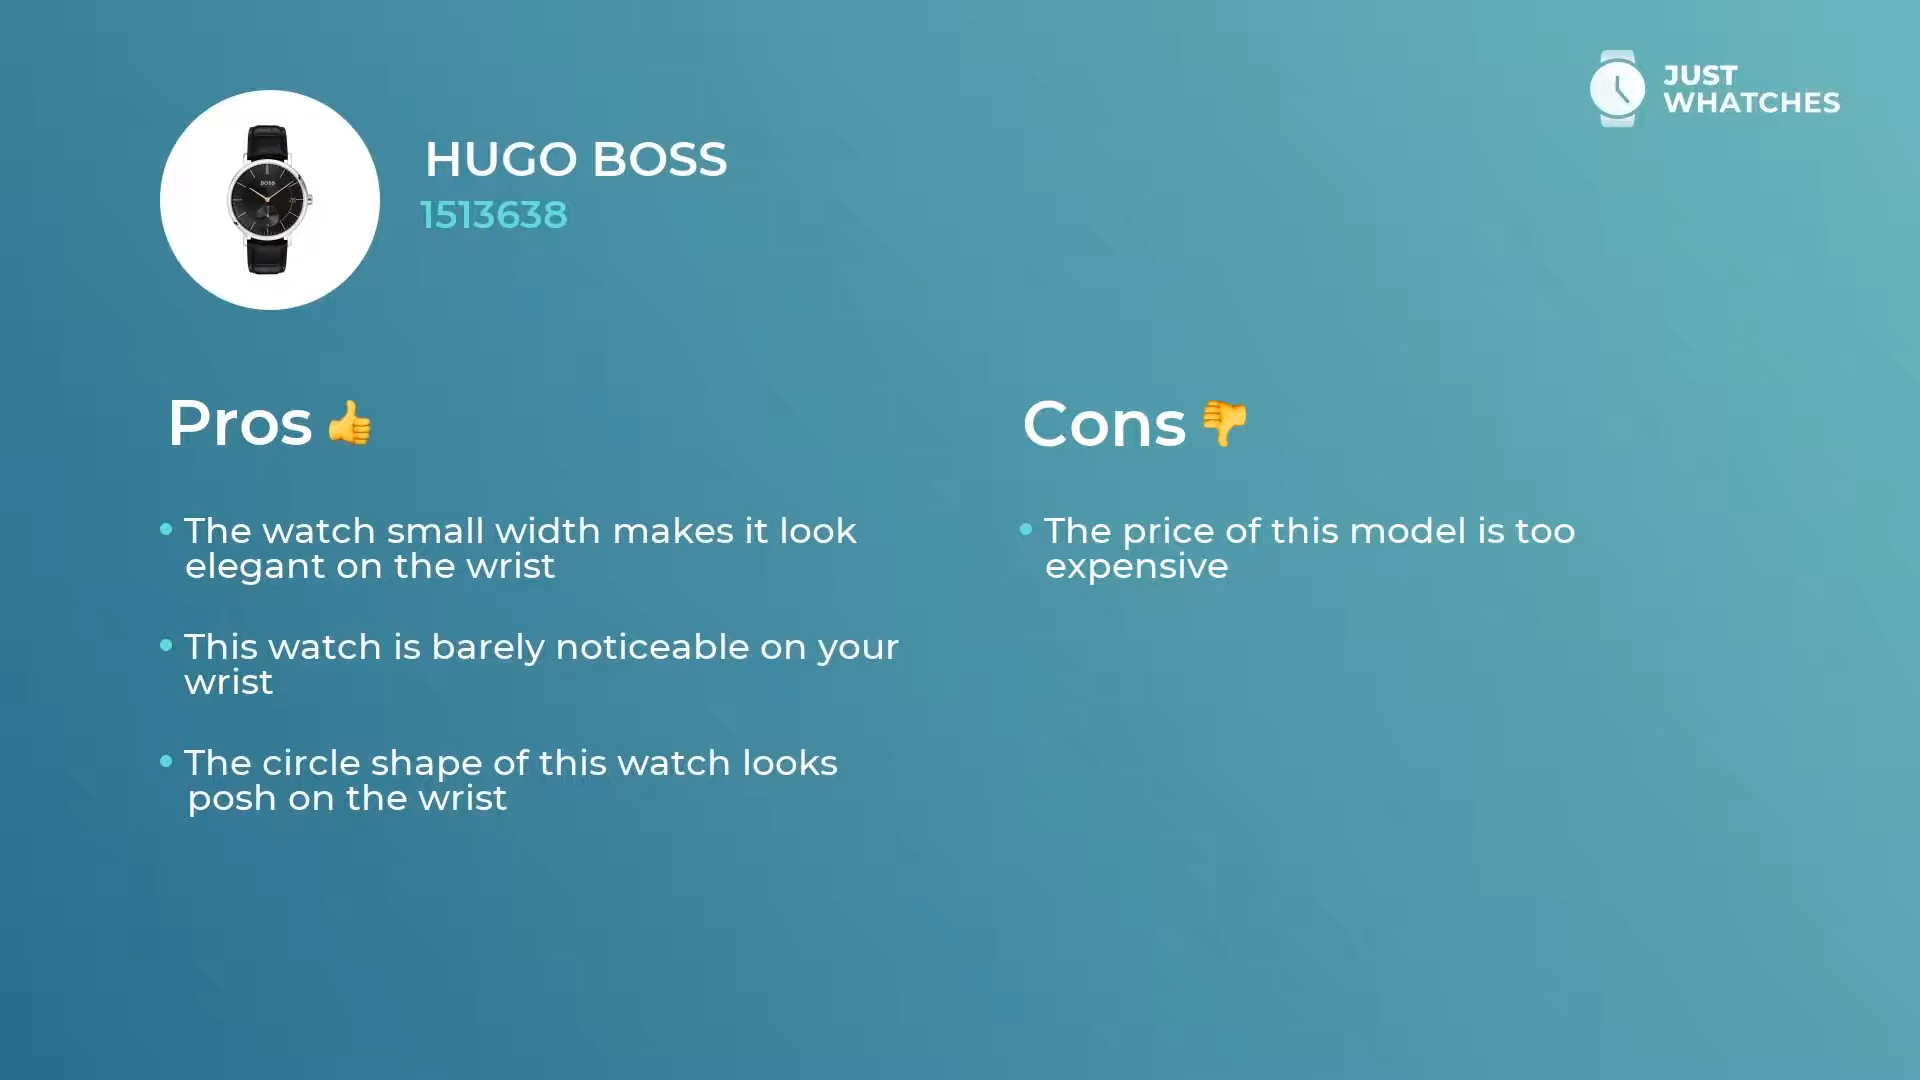 JUST
WHATCHES
BOSS
HUGO BOSS
1513638
Pros 👍
The watch small width makes it look
elegant on the wrist
This watch is barely noticeable on your
wrist
The circle shape of this watch looks
posh on the wrist
Cons 👎
The price of this model is too
expensive